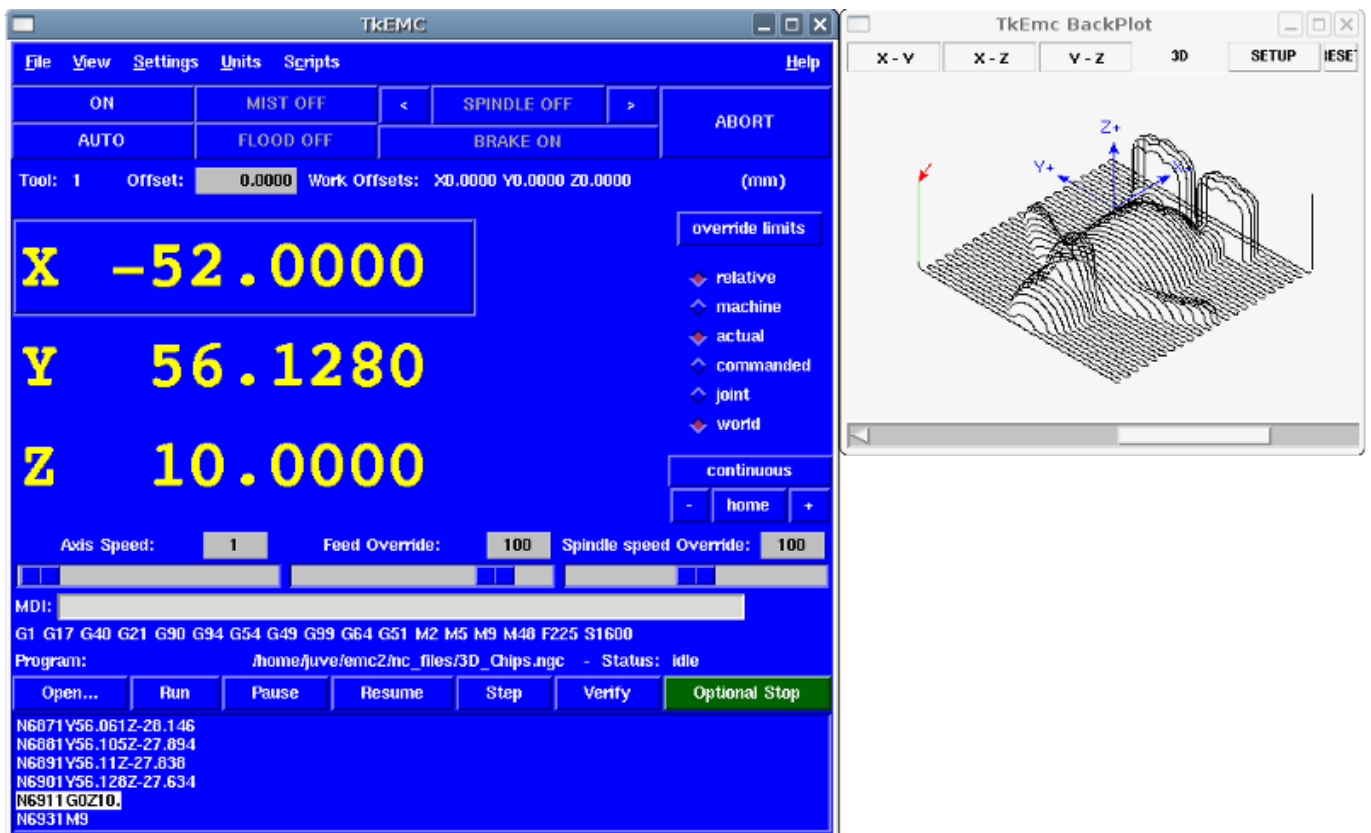 TkEMC
File View Settings Units Scripts Help
ON MIST OFF < SPINDLE OFF > ABORT
AUTO FLOOD OFF BRAKE ON
Tool: 1 Offset: 0.0000 Work Offsets: X0.0000 Y0.0000 Z0.0000 (mm)
override limits
X -52.0000
relative
machine
Y 56.1280
actual
commanded
joint
world
Z 10.0000
continuous
- home +
Axis Speed: 1 Feed Override: 100 Spindle speed Override: 100
MDI:
G1 G17 G40 G21 G90 G94 G54 G49 G99 G64 G51 M2 M5 M9 M48 F225 S1600
Program: /home/juve/emc2/nc_files/3D_Chips.ngc - Status: idle
Open... Run Pause Resume Step Verify Optional Stop
N6871Y56.061Z-28.146
N6881Y56.105Z-27.894
N6891Y56.11Z-27.838
N6901Y56.128Z-27.634
N6911G0Z10.
N6931M9
TkEmc BackPlot
X - Y X - Z Y - Z 3D SETUP RESET
Z+
Y+ X+